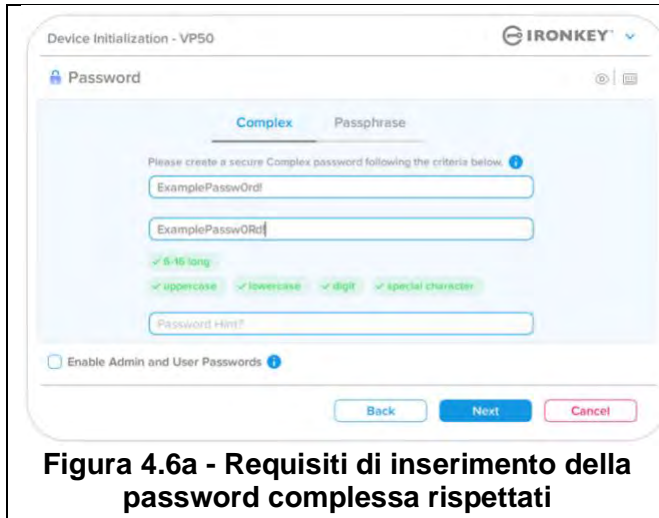 Device Initialization - VP50
IRONKEY
Password
Complex Passphrase
Please create a secure Complex password following the criteria below.
ExamplePassw0rd!
ExamplePassw0Rd!
✓ 6-16 long
✓ uppercase ✓ lowercase ✓ digit ✓ special character
Password Hint?
Enable Admin and User Passwords
Back Next Cancel
Figura 4.6a - Requisiti di inserimento della
password complessa rispettati